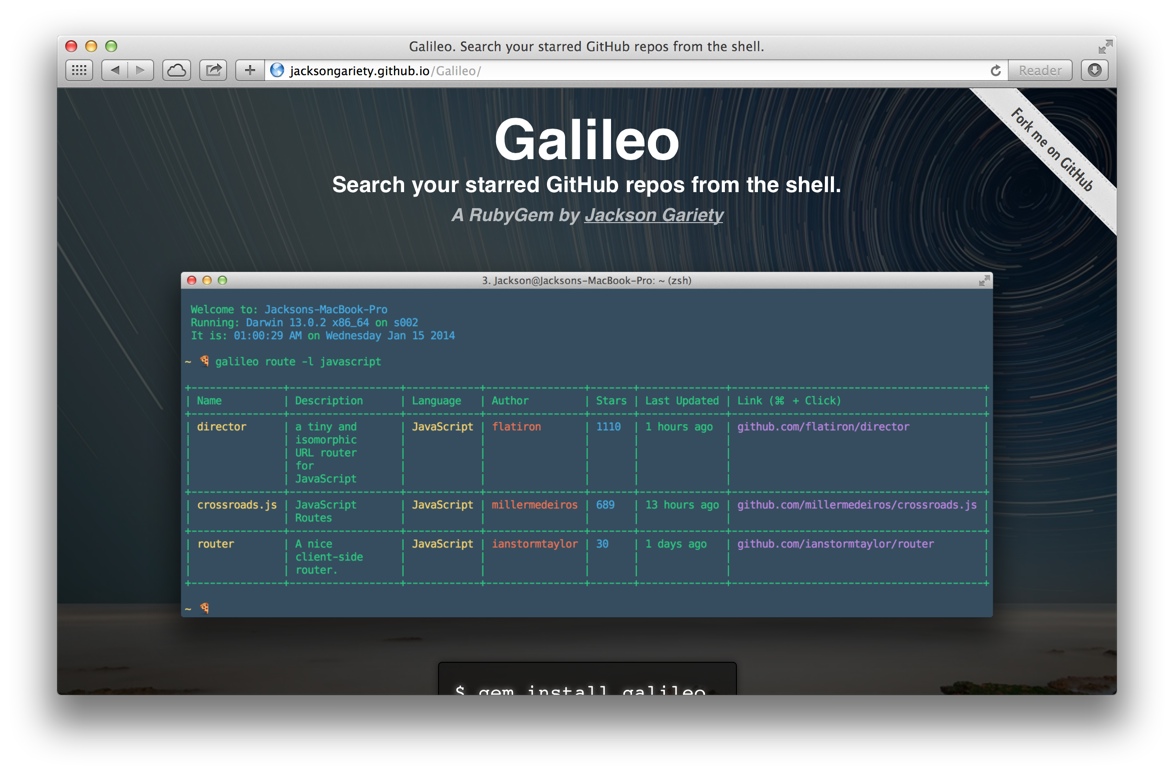 Galileo. Search your starred GitHub repos from the shell.
jacksongariety.github.io/Galileo/
Reader
Fork me on GitHub
Galileo
Search your starred GitHub repos from the shell.
A RubyGem by Jackson Gariety
3. Jackson@Jacksons-MacBook-Pro: ~ (zsh)
Welcome to: Jacksons-MacBook-Pro
Running: Darwin 13.0.2 x86_64 on s002
It is: 01:00:29 AM on Wednesday Jan 15 2014
~ 🍕 galileo route -l javascript
| Name | Description | Language | Author | Stars | Last Updated | Link (⌘ + Click) |
| director | a tiny and | JavaScript | flatiron | 1110 | 1 hours ago | github.com/flatiron/director |
isomorphic
URL router
for
JavaScript
| crossroads.js | JavaScript | JavaScript | millermedeiros | 689 | 13 hours ago | github.com/millermedeiros/crossroads.js |
Routes
| router | A nice | JavaScript | ianstormtaylor | 30 | 1 days ago | github.com/ianstormtaylor/router |
client-side
router.
~ 🍕
$ gem install galileo